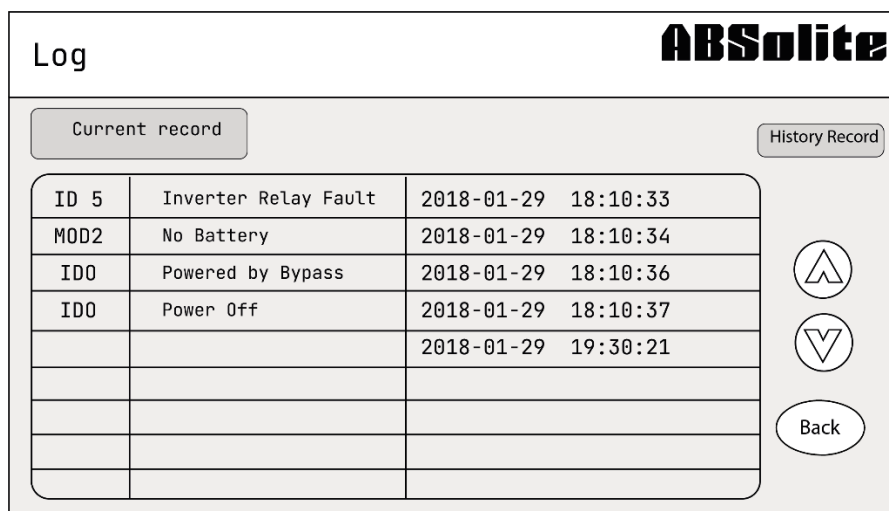 Log
ABSolite
Current record
History Record
ID 5 Inverter Relay Fault 2018-01-29 18:10:33
MOD2 No Battery 2018-01-29 18:10:34
ID0 Powered by Bypass 2018-01-29 18:10:36
ID0 Power Off 2018-01-29 18:10:37
2018-01-29 19:30:21
Back